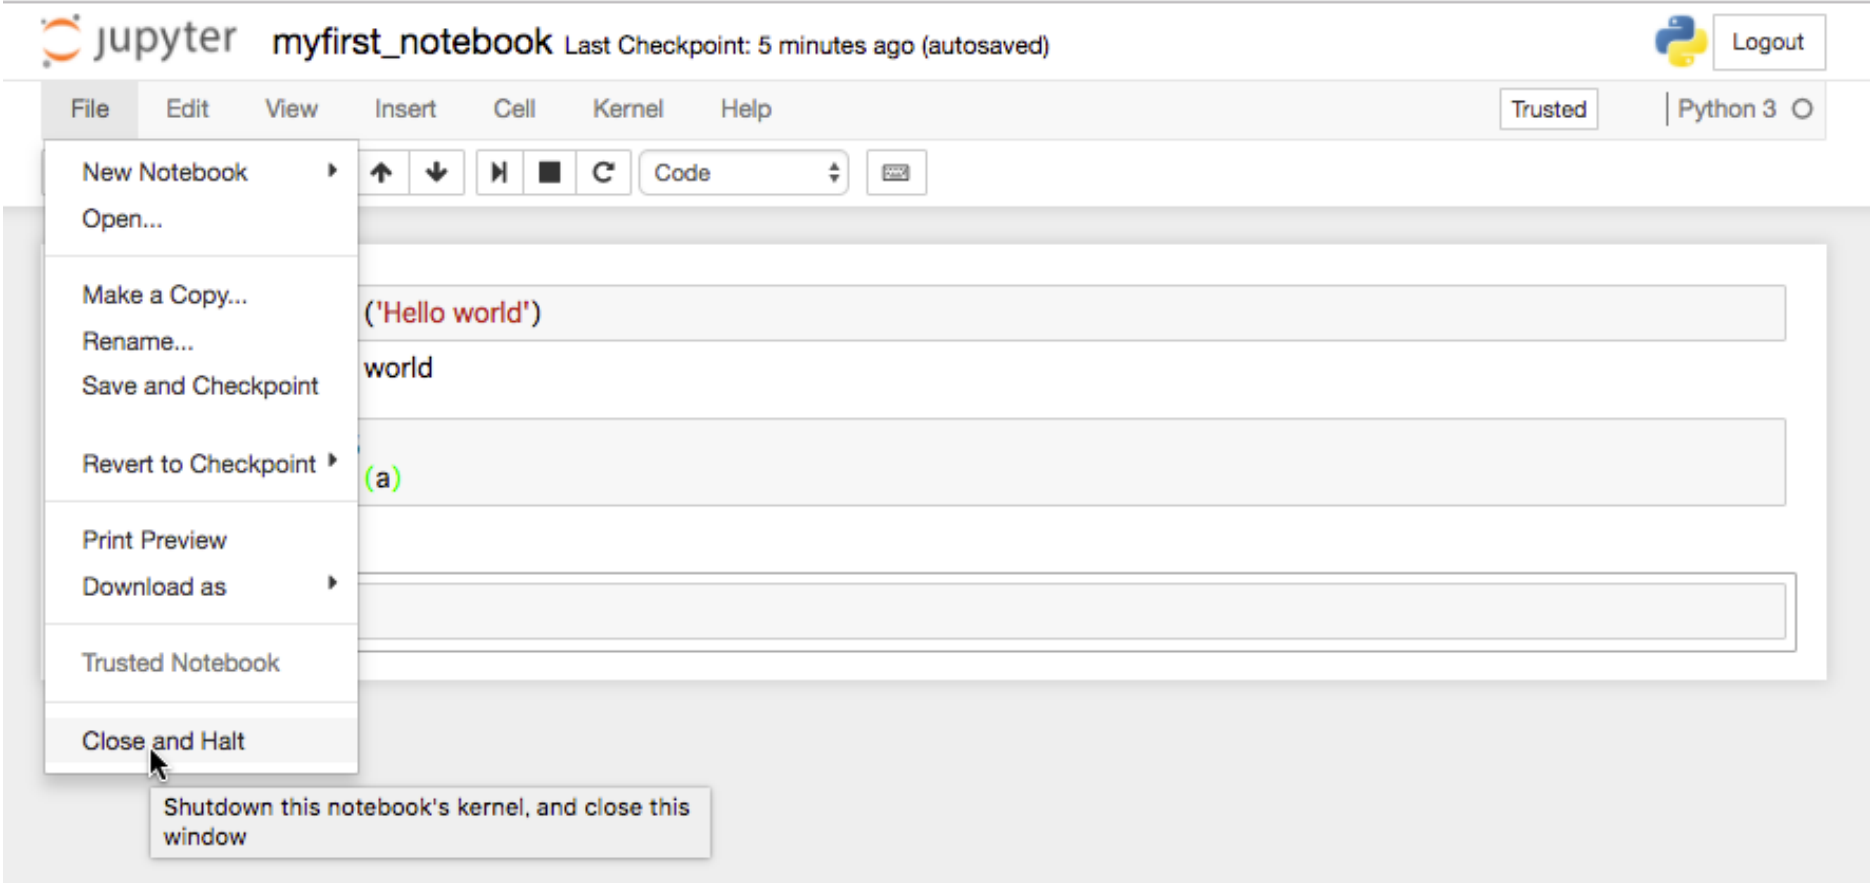 jupyter myfirst_notebook Last Checkpoint: 5 minutes ago (autosaved) Logout
File Edit View Insert Cell Kernel Help Trusted Python 3
New Notebook Code
Open...
Make a Copy...
('Hello world')
Rename...
world
Save and Checkpoint
Revert to Checkpoint
(a)
Print Preview
Download as
Trusted Notebook
Close and Halt
Shutdown this notebook's kernel, and close this
window